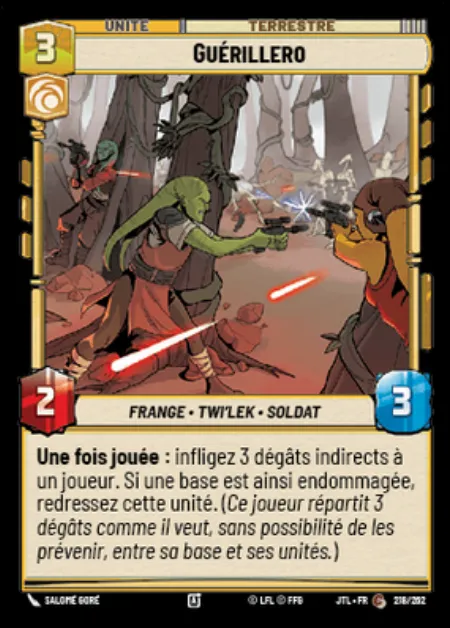 UNITÉ
TERRESTRE
3
GUÉRILLERO
2
3
FRANGE • TWI'LEK • SOLDAT
Une fois jouée : infligez 3 dégâts indirects à
un joueur. Si une base est ainsi endommagée,
redressez cette unité. (Ce joueur répartit 3
dégâts comme il veut, sans possibilité de les
prévenir, entre sa base et ses unités.)
SALOMÉ GORÉ
© LFL © FFG
JTL • FR
C
218/262